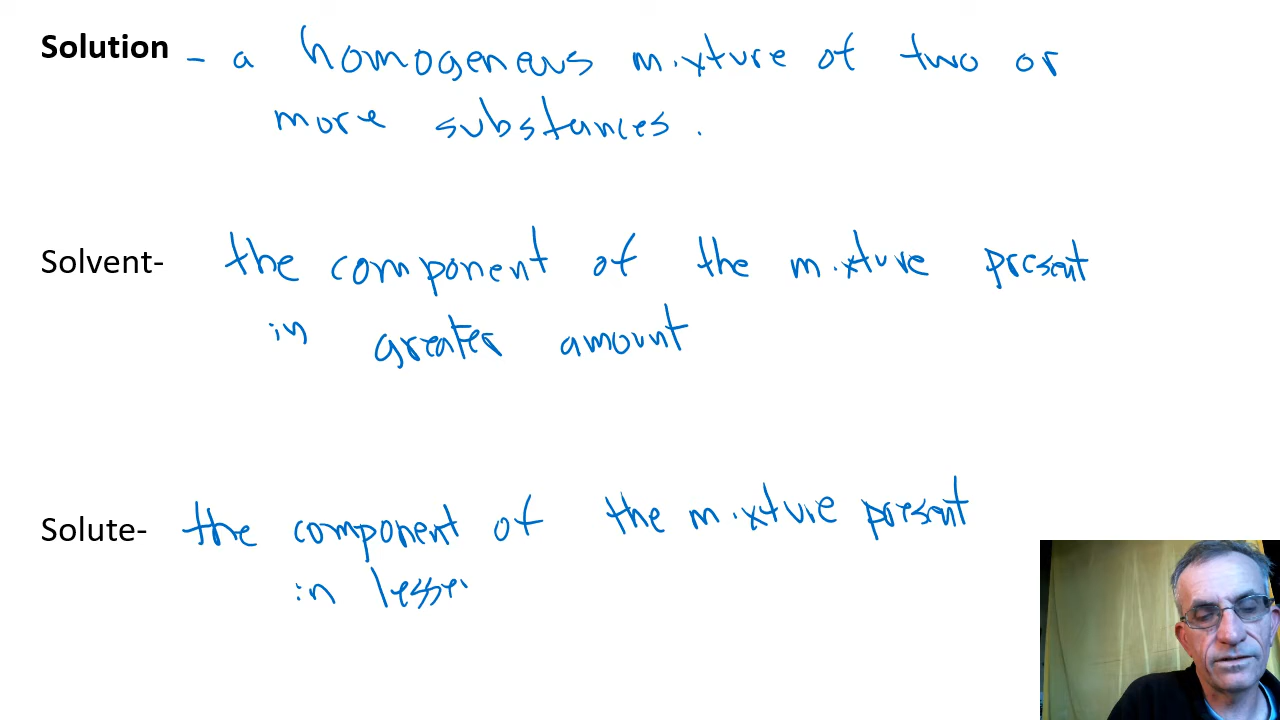 Solution - a homogeneous mixture of two or
more substances.
Solvent- the component of the mixture present
in greater amount
Solute- the component of the mixture present
in lesser